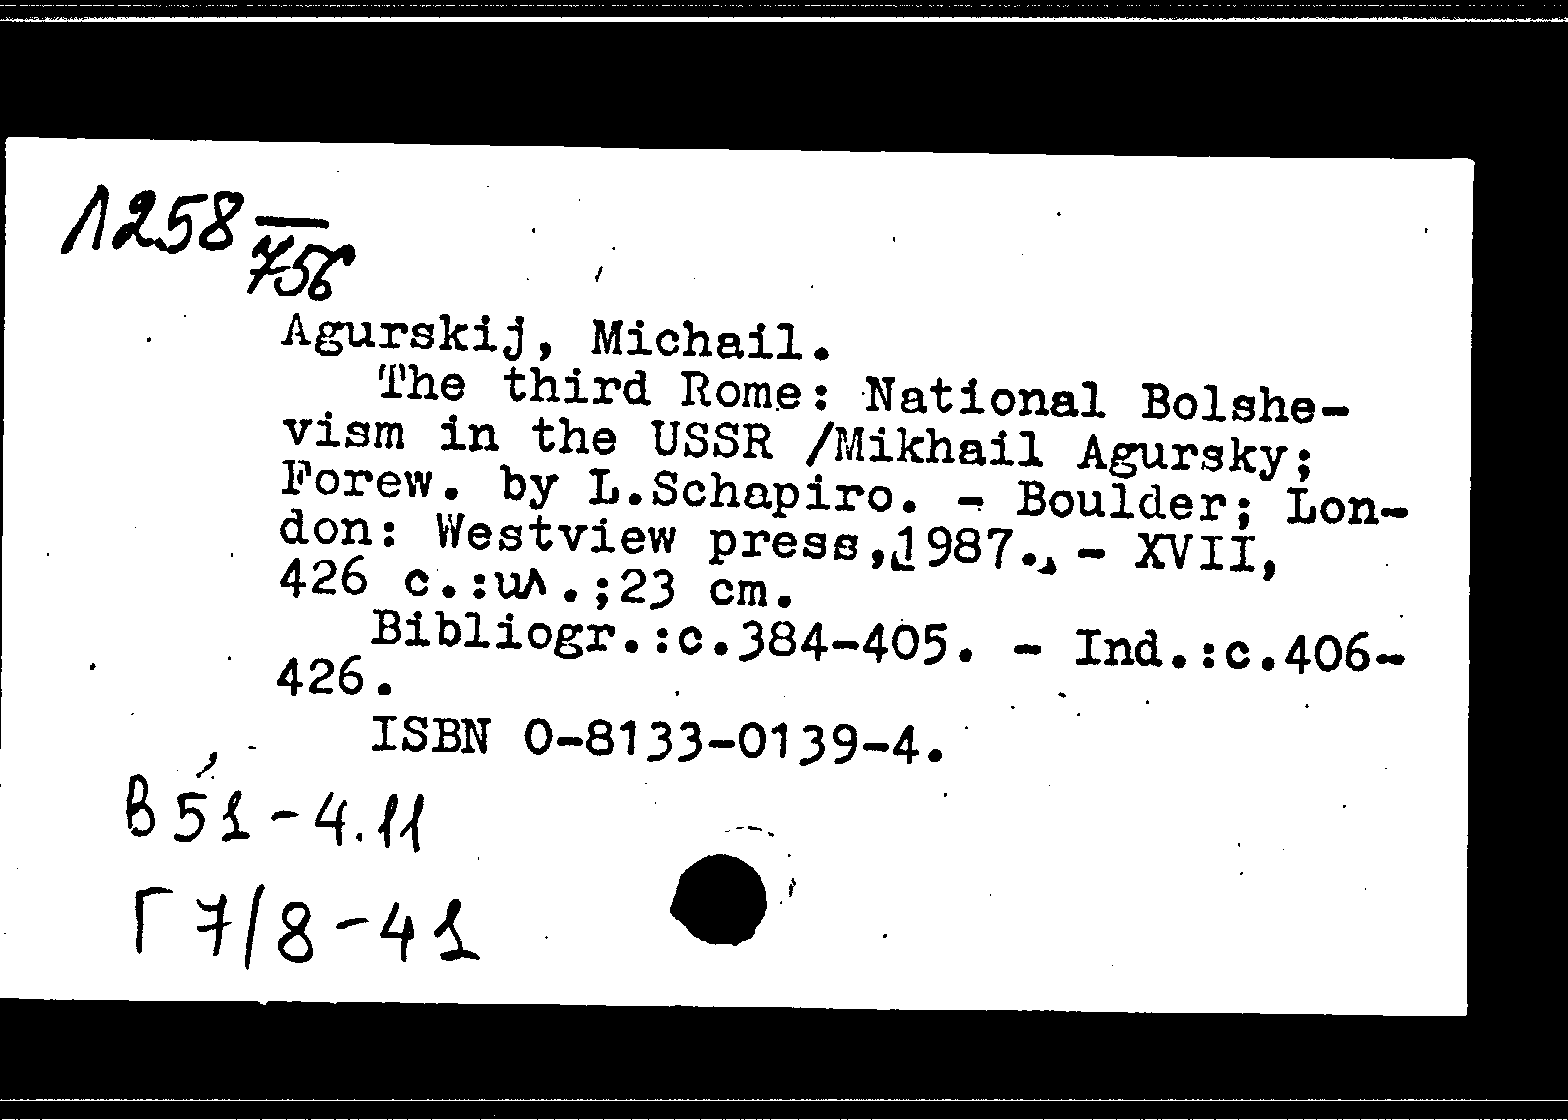 Л258
756
Agurskij, Michail.
The third Rome: National Bolshe-
vism in the USSR /Mikhail Agursky;
Forew. by L.Schapiro. - Boulder; Lon-
don: Westview press, 1987. - XVII,
426 c.:ил.;23 cm.
Bibliogr.:c.384-405. - Ind.:c.406-
426.
ISBN 0-8133-0139-4.
В51-4.11
Г7/8-41